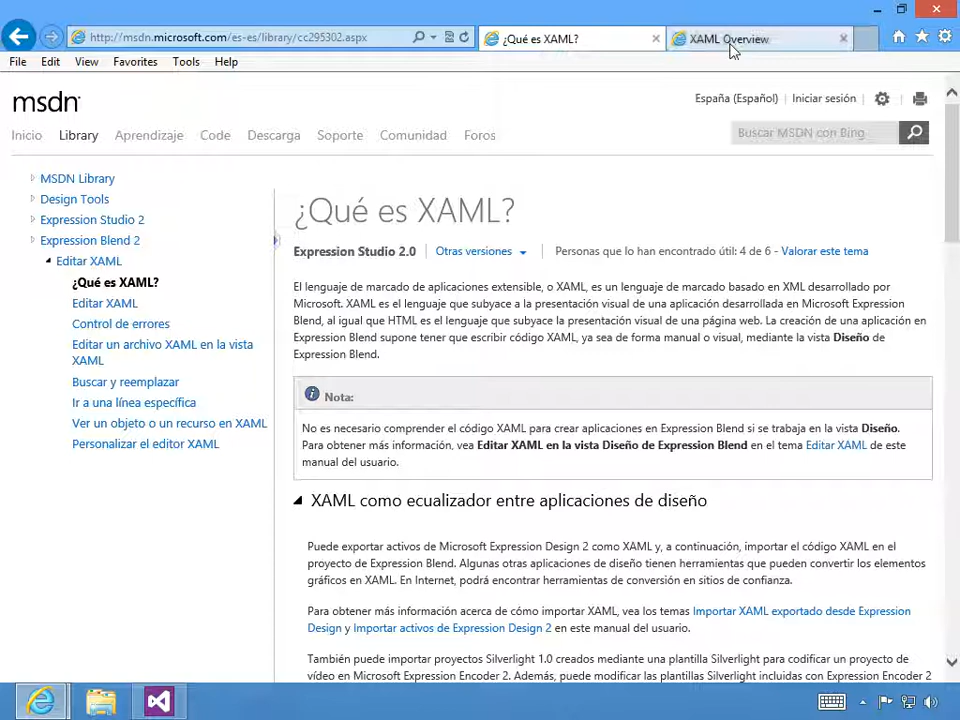 http://msdn.microsoft.com/es-es/library/cc295302.aspx
¿Qué es XAML?
XAML Overview
File Edit View Favorites Tools Help
msdn
España (Español) Iniciar sesión
Inicio Library Aprendizaje Code Descarga Soporte Comunidad Foros
Buscar MSDN con Bing
MSDN Library
Design Tools
Expression Studio 2
Expression Blend 2
Editar XAML
¿Qué es XAML?
Editar XAML
Control de errores
Editar un archivo XAML en la vista
XAML
Buscar y reemplazar
Ir a una línea específica
Ver un objeto o un recurso en XAML
Personalizar el editor XAML
¿Qué es XAML?
Expression Studio 2.0 Otras versiones Personas que lo han encontrado útil: 4 de 6 - Valorar este tema
El lenguaje de marcado de aplicaciones extensible, o XAML, es un lenguaje de marcado basado en XML desarrollado por
Microsoft. XAML es el lenguaje que subyace a la presentación visual de una aplicación desarrollada en Microsoft Expression
Blend, al igual que HTML es el lenguaje que subyace la presentación visual de una página web. La creación de una aplicación en
Expression Blend supone tener que escribir código XAML, ya sea de forma manual o visual, mediante la vista Diseño de
Expression Blend.
Nota:
No es necesario comprender el código XAML para crear aplicaciones en Expression Blend si se trabaja en la vista Diseño.
Para obtener más información, vea Editar XAML en la vista Diseño de Expression Blend en el tema Editar XAML de este
manual del usuario.
XAML como ecualizador entre aplicaciones de diseño
Puede exportar activos de Microsoft Expression Design 2 como XAML y, a continuación, importar el código XAML en el
proyecto de Expression Blend. Algunas otras aplicaciones de diseño tienen herramientas que pueden convertir los elementos
gráficos en XAML. En Internet, podrá encontrar herramientas de conversión en sitios de confianza.
Para obtener más información acerca de cómo importar XAML, vea los temas Importar XAML exportado desde Expression
Design y Importar activos de Expression Design 2 en este manual del usuario.
También puede importar proyectos Silverlight 1.0 creados mediante una plantilla Silverlight para codificar un proyecto de
vídeo en Microsoft Expression Encoder 2. Además, puede modificar las plantillas Silverlight incluidas con Expression Encoder 2